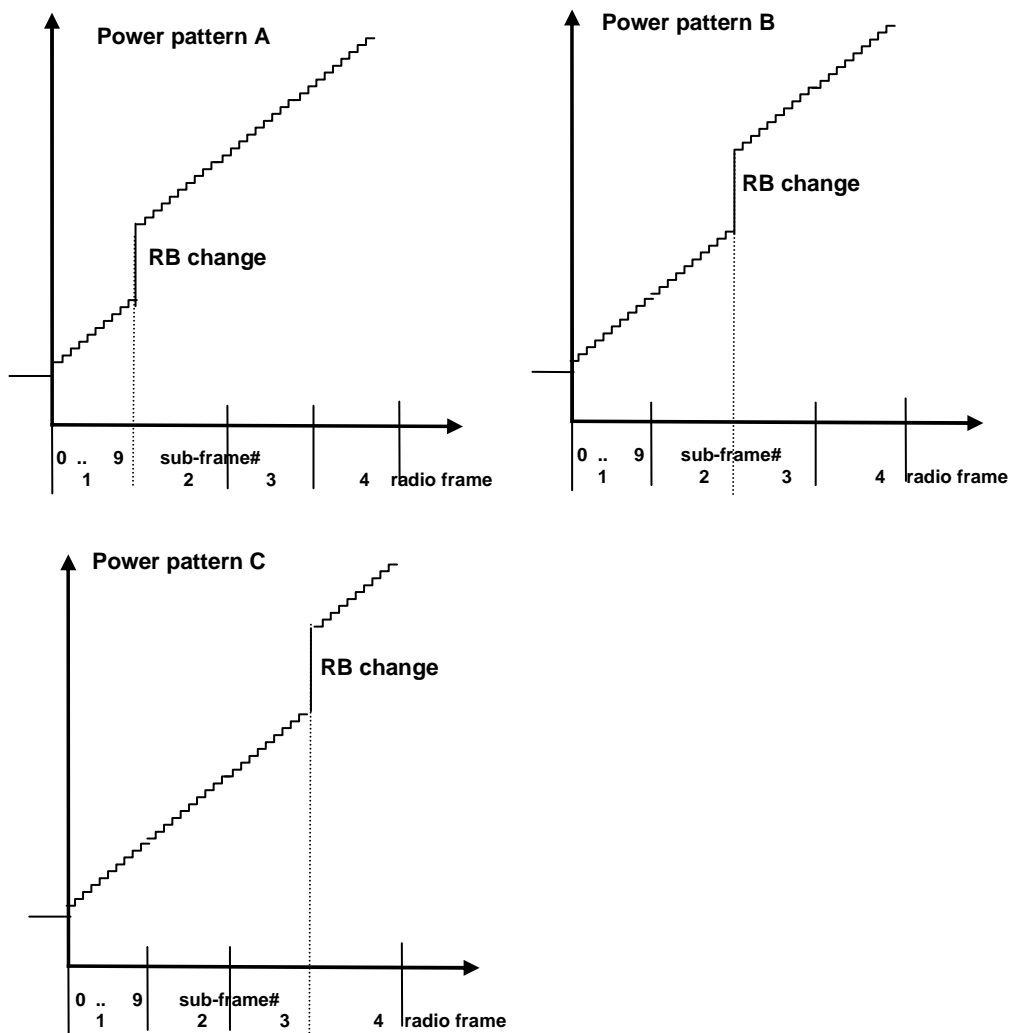 Power pattern A
RB change
0 .. 9 sub-frame#
1 2 3 4 radio frame
Power pattern B
RB change
0 .. 9 sub-frame#
1 2 3 4 radio frame
Power pattern C
RB change
0 .. 9 sub-frame#
1 2 3 4 radio frame